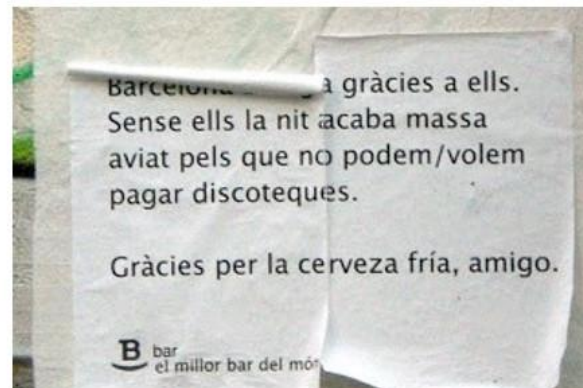 Barcelona a gràcies a ells.
Sense ells la nit acaba massa
aviat pels que no podem/volem
pagar discoteques.
Gràcies per la cerveza fría, amigo.
B bar
el millor bar del món